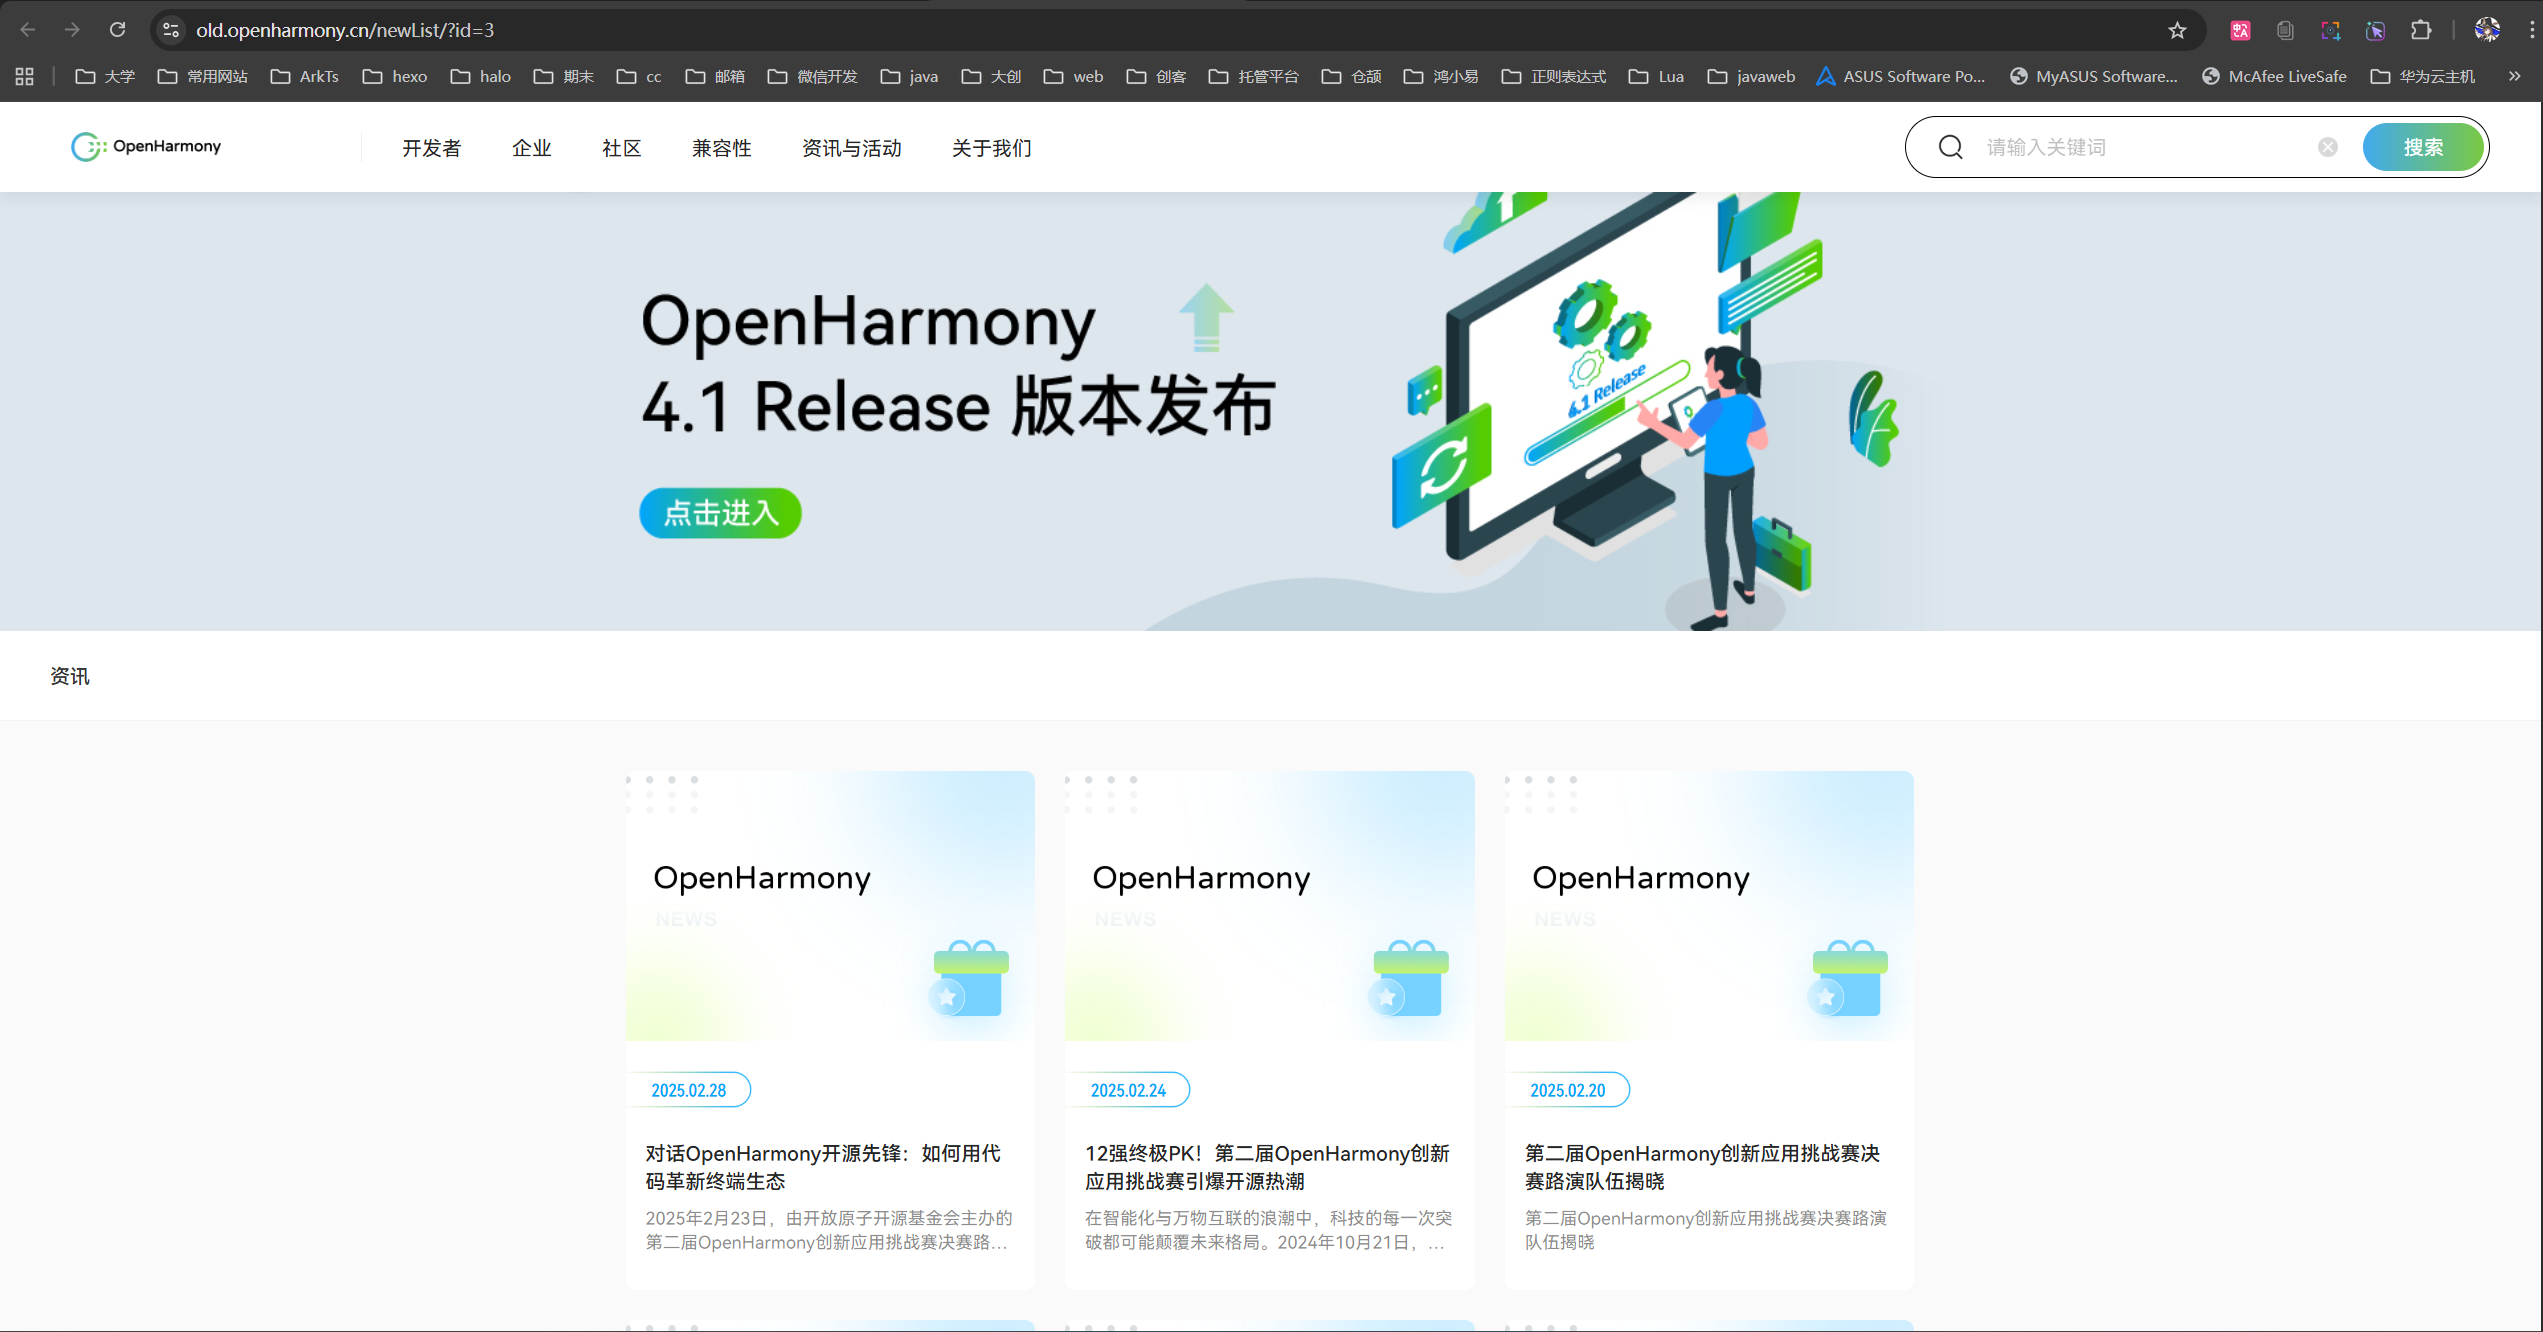 old.openharmony.cn/newList/?id=3
大学 常用网站 ArkTs hexo halo 期末 cc 邮箱 微信开发 java 大创 web 创客 托管平台 仓颉 鸿小易 正则表达式 Lua javaweb ASUS Software Po... MyASUS Software... McAfee LiveSafe 华为云主机 »
OpenHarmony
开发者 企业 社区 兼容性 资讯与活动 关于我们
请输入关键词
搜索
OpenHarmony
4.1 Release 版本发布
点击进入
4.1 Release
资讯
OpenHarmony
NEWS
2025.02.28
对话OpenHarmony开源先锋：如何用代
码革新终端生态
2025年2月23日，由开放原子开源基金会主办的
第二届OpenHarmony创新应用挑战赛决赛路…
OpenHarmony
NEWS
2025.02.24
12强终极PK！第二届OpenHarmony创新
应用挑战赛引爆开源热潮
在智能化与万物互联的浪潮中，科技的每一次突
破都可能颠覆未来格局。2024年10月21日，…
OpenHarmony
NEWS
2025.02.20
第二届OpenHarmony创新应用挑战赛决
赛路演队伍揭晓
第二届OpenHarmony创新应用挑战赛决赛路演
队伍揭晓